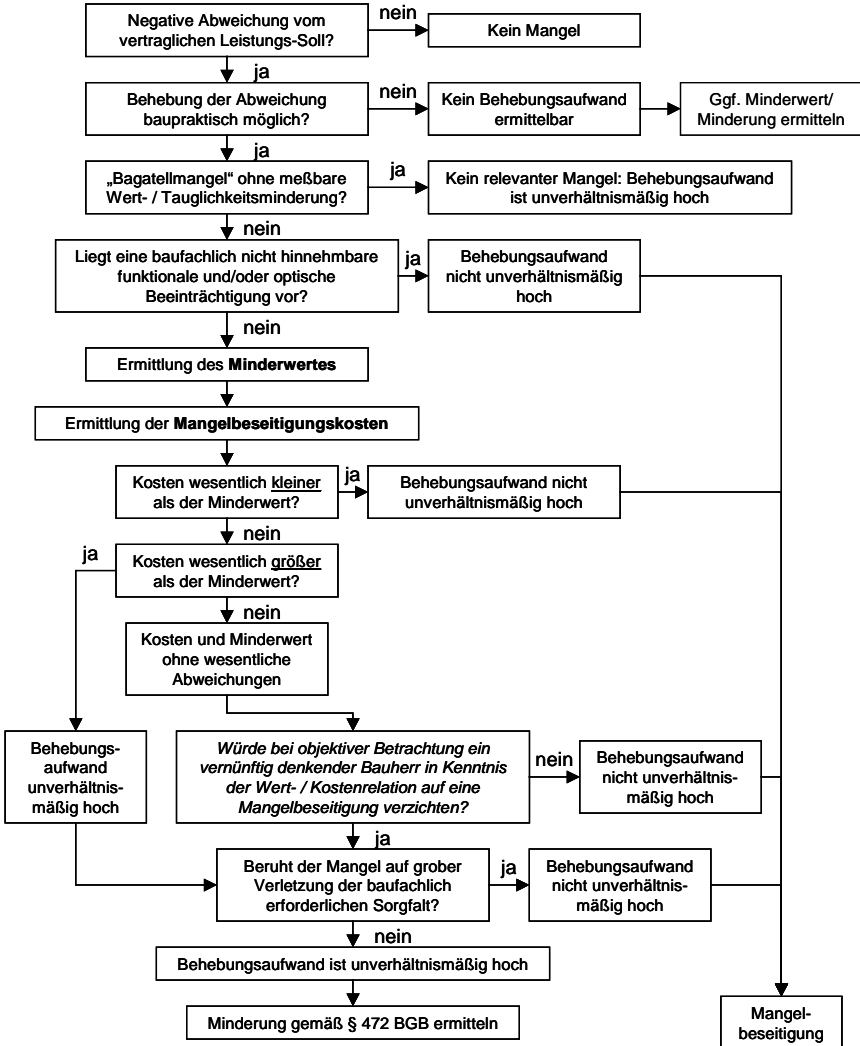 Negative Abweichung vom
vertraglichen Leistungs-Soll?
nein
Kein Mangel
ja
Behebung der Abweichung
baupraktisch möglich?
nein
Kein Behebungsaufwand
ermittelbar
Ggf. Minderwert/
Minderung ermitteln
ja
„Bagatellmangel“ ohne meßbare
Wert- / Tauglichkeitsminderung?
ja
Kein relevanter Mangel: Behebungsaufwand
ist unverhältnismäßig hoch
nein
Liegt eine baufachlich nicht hinnehmbare
funktionale und/oder optische
Beeinträchtigung vor?
ja
Behebungsaufwand
nicht unverhältnismäßig
hoch
nein
Ermittlung des Minderwertes
Ermittlung der Mangelbeseitigungskosten
Kosten wesentlich kleiner
als der Minderwert?
ja
Behebungsaufwand nicht
unverhältnismäßig hoch
nein
Kosten wesentlich größer
als der Minderwert?
ja
nein
Kosten und Minderwert
ohne wesentliche
Abweichungen
Behebungs-
aufwand
unverhältnis-
mäßig hoch
Würde bei objektiver Betrachtung ein
vernünftig denkender Bauherr in Kenntnis
der Wert- / Kostenrelation auf eine
Mangelbeseitigung verzichten?
nein
Behebungsaufwand
nicht unverhältnis-
mäßig hoch
ja
Beruht der Mangel auf grober
Verletzung der baufachlich
erforderlichen Sorgfalt?
ja
Behebungsaufwand
nicht unverhältnis-
mäßig hoch
nein
Behebungsaufwand ist unverhältnismäßig hoch
Minderung gemäß § 472 BGB ermitteln
Mangel-
beseitigung